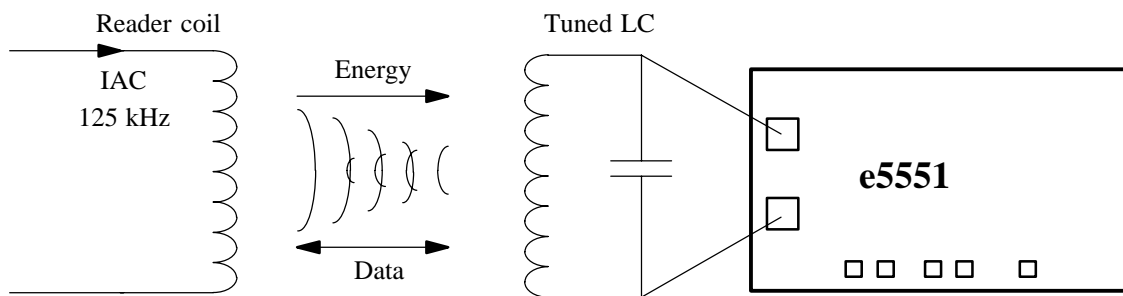 Reader coil
IAC
125 kHz
Energy
Data
Tuned LC
e5551